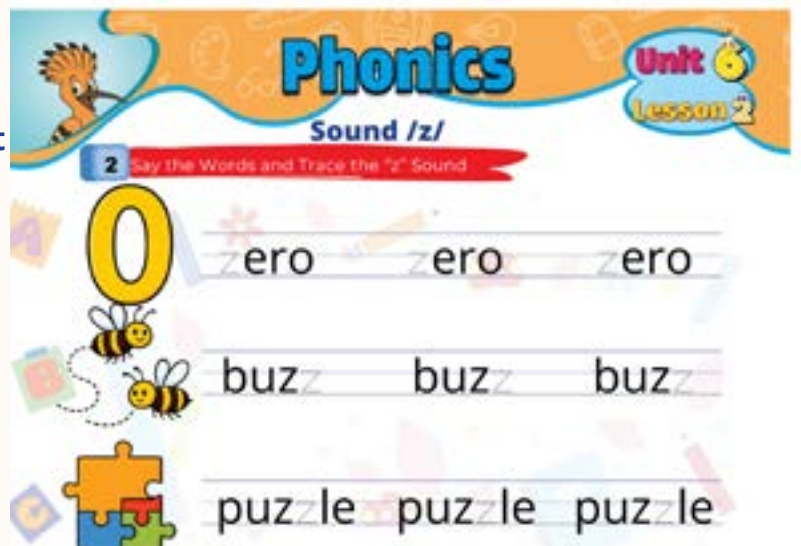 Phonics
Unit 6
Lesson 2
Sound /z/
2 Say the Words and Trace the "z" Sound
0
zero zero zero
buzz buzz buzz
puzzle puzzle puzzle
A
B
t